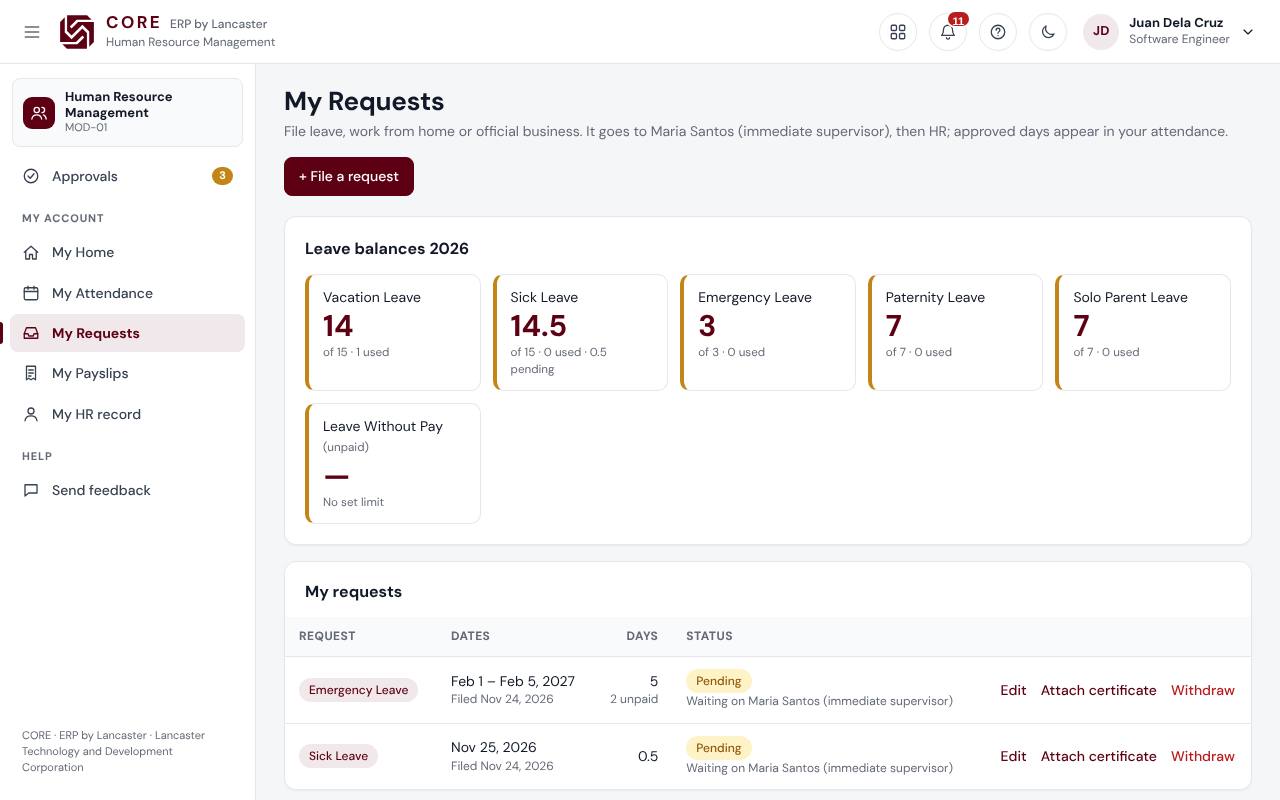 CORE ERP by Lancaster
Human Resource Management
11
JD
Juan Dela Cruz
Software Engineer
Human Resource
Management
MOD-01
Approvals 3
MY ACCOUNT
My Home
My Attendance
My Requests
My Payslips
My HR record
HELP
Send feedback
CORE · ERP by Lancaster · Lancaster
Technology and Development
Corporation
My Requests
File leave, work from home or official business. It goes to Maria Santos (immediate supervisor), then HR; approved days appear in your attendance.
+ File a request
Leave balances 2026
Vacation Leave
14
of 15 · 1 used
Sick Leave
14.5
of 15 · 0 used · 0.5
pending
Emergency Leave
3
of 3 · 0 used
Paternity Leave
7
of 7 · 0 used
Solo Parent Leave
7
of 7 · 0 used
Leave Without Pay
(unpaid)
—
No set limit
My requests
REQUEST DATES DAYS STATUS
Emergency Leave
Feb 1 – Feb 5, 2027
Filed Nov 24, 2026
5
2 unpaid
Pending
Waiting on Maria Santos (immediate supervisor)
Edit Attach certificate Withdraw
Sick Leave
Nov 25, 2026
Filed Nov 24, 2026
0.5
Pending
Waiting on Maria Santos (immediate supervisor)
Edit Attach certificate Withdraw